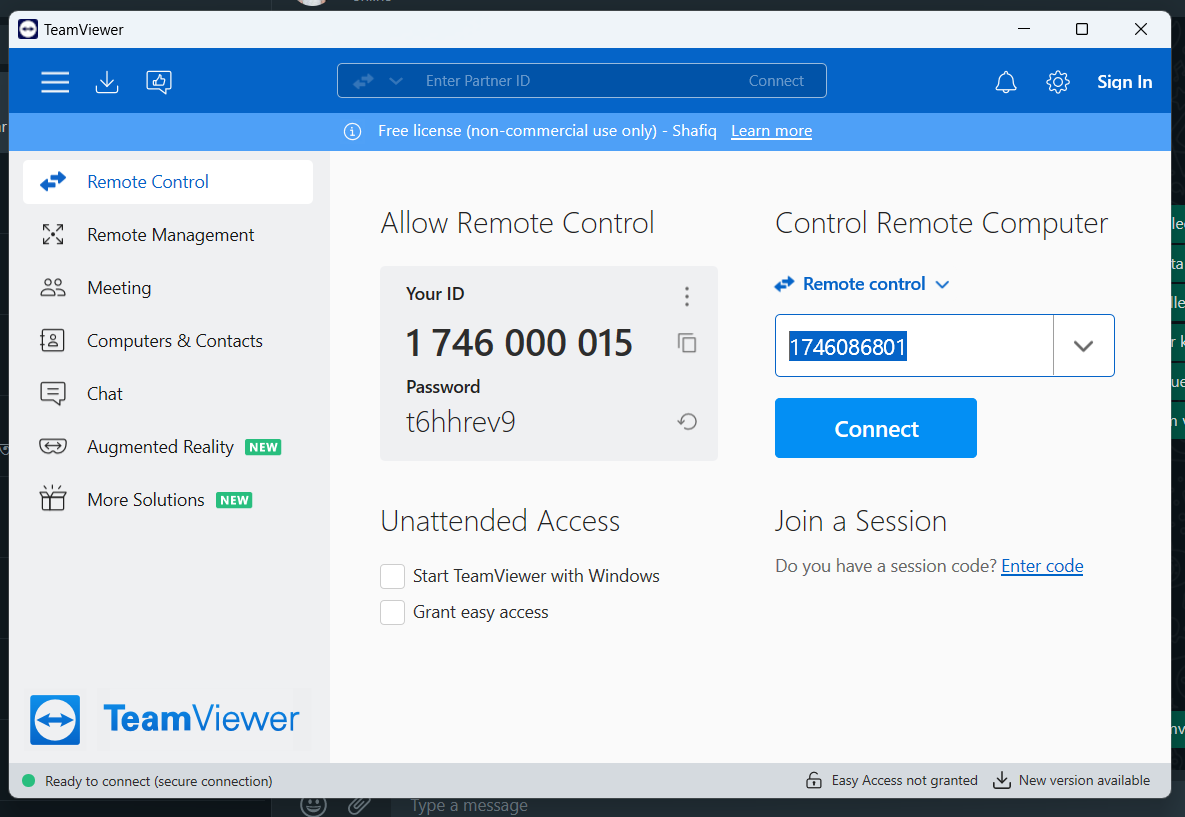 TeamViewer
Enter Partner ID
Connect
Sign In
Free license (non-commercial use only) - Shafiq Learn more
Remote Control
Remote Management
Meeting
Computers & Contacts
Chat
Augmented Reality NEW
More Solutions NEW
TeamViewer
Allow Remote Control
Your ID
1 746 000 015
Password
t6hhrev9
Unattended Access
Start TeamViewer with Windows
Grant easy access
Control Remote Computer
Remote control
1746086801
Connect
Join a Session
Do you have a session code? Enter code
Ready to connect (secure connection)
Easy Access not granted
New version available
Type a message